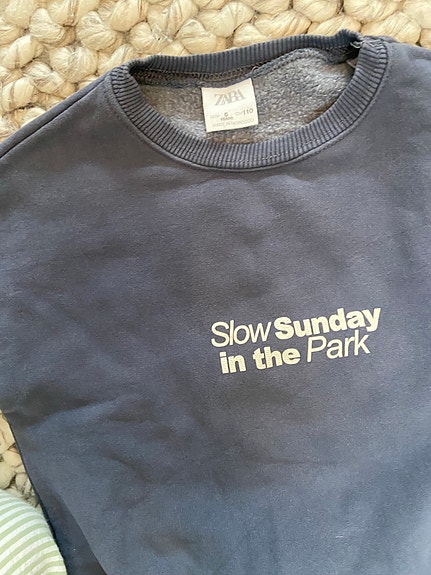 ZARA
Slow Sunday
in the Park